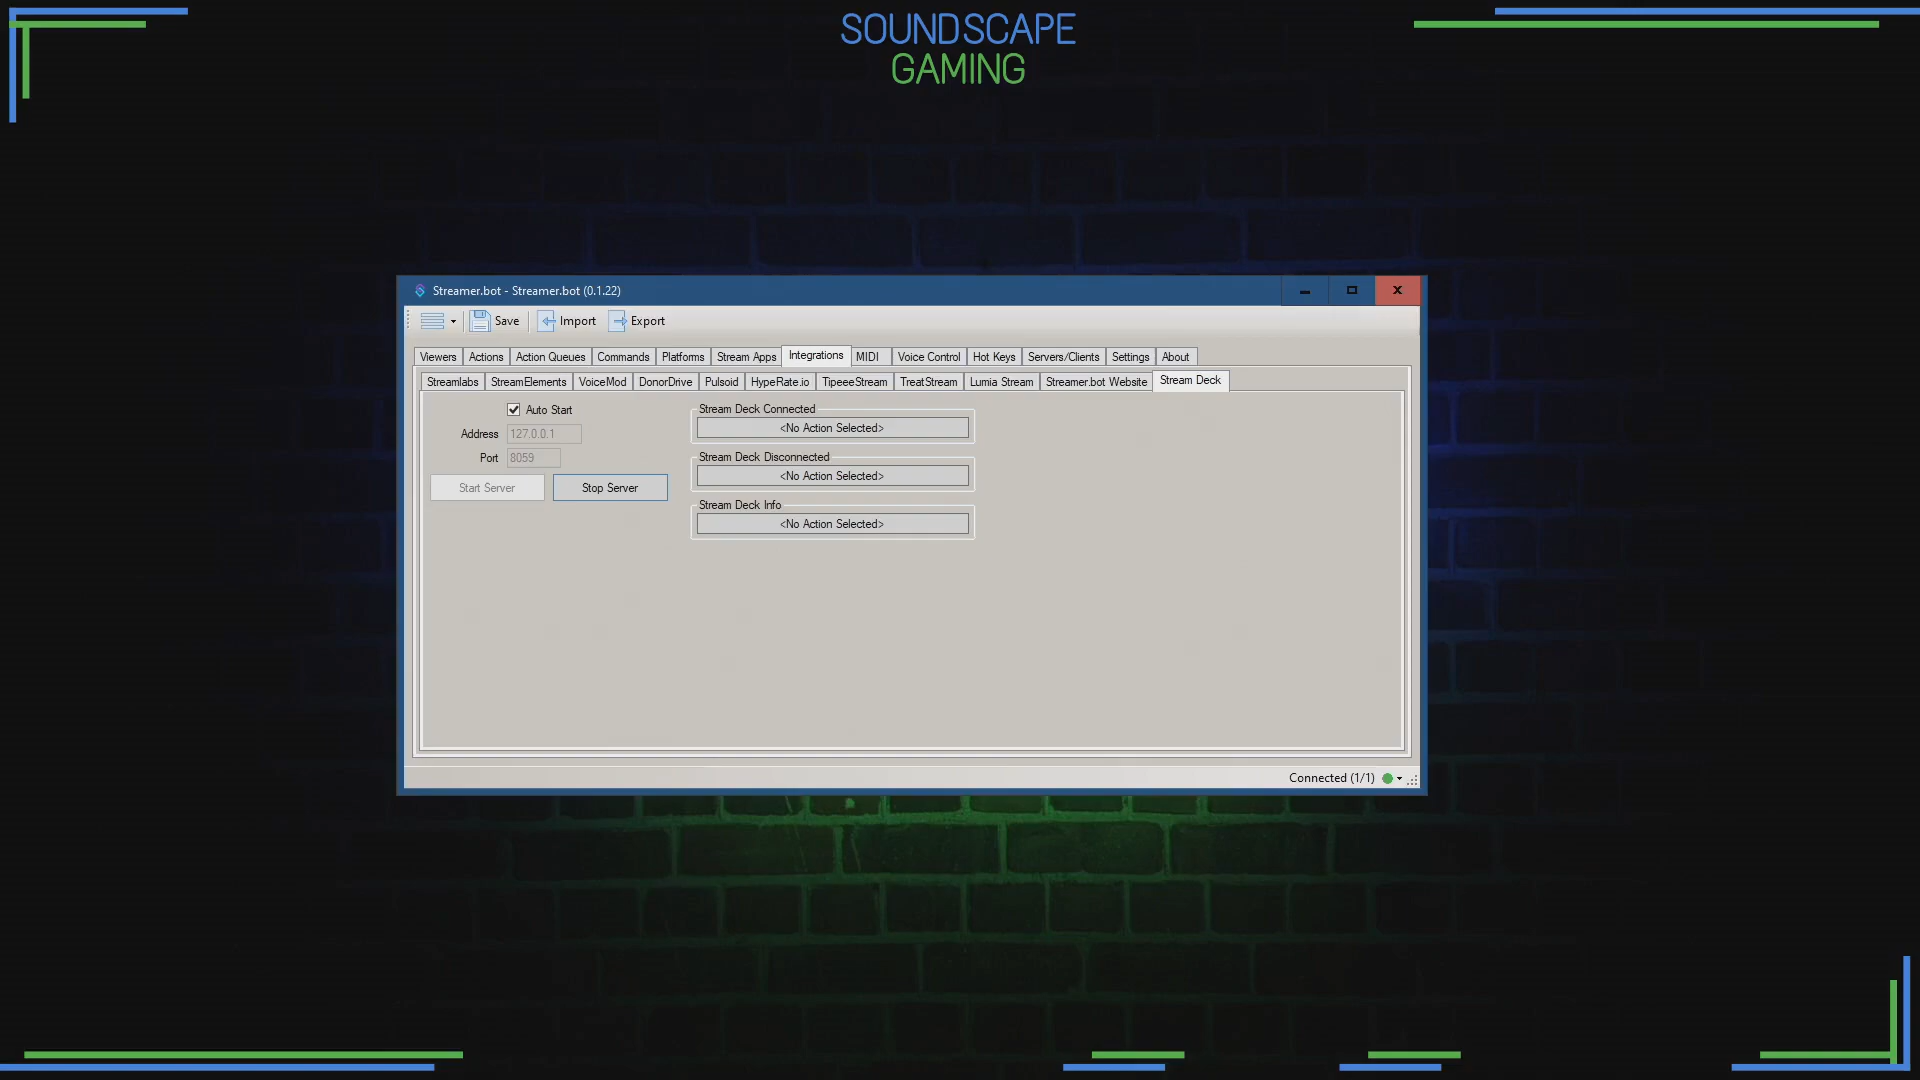 SOUNDSCAPE
GAMING
Streamer.bot - Streamer.bot (0.1.22)
Save Import Export
Viewers Actions Action Queues Commands Platforms Stream Apps Integrations MIDI Voice Control Hot Keys Servers/Clients Settings About
Streamlabs StreamElements VoiceMod DonorDrive Pulsoid HypeRate.io TipeeeStream TreatStream Lumia Stream Streamer.bot Website Stream Deck
Auto Start
Address 127.0.0.1
Port 8059
Start Server Stop Server
Stream Deck Connected
<No Action Selected>
Stream Deck Disconnected
<No Action Selected>
Stream Deck Info
<No Action Selected>
Connected (1/1)